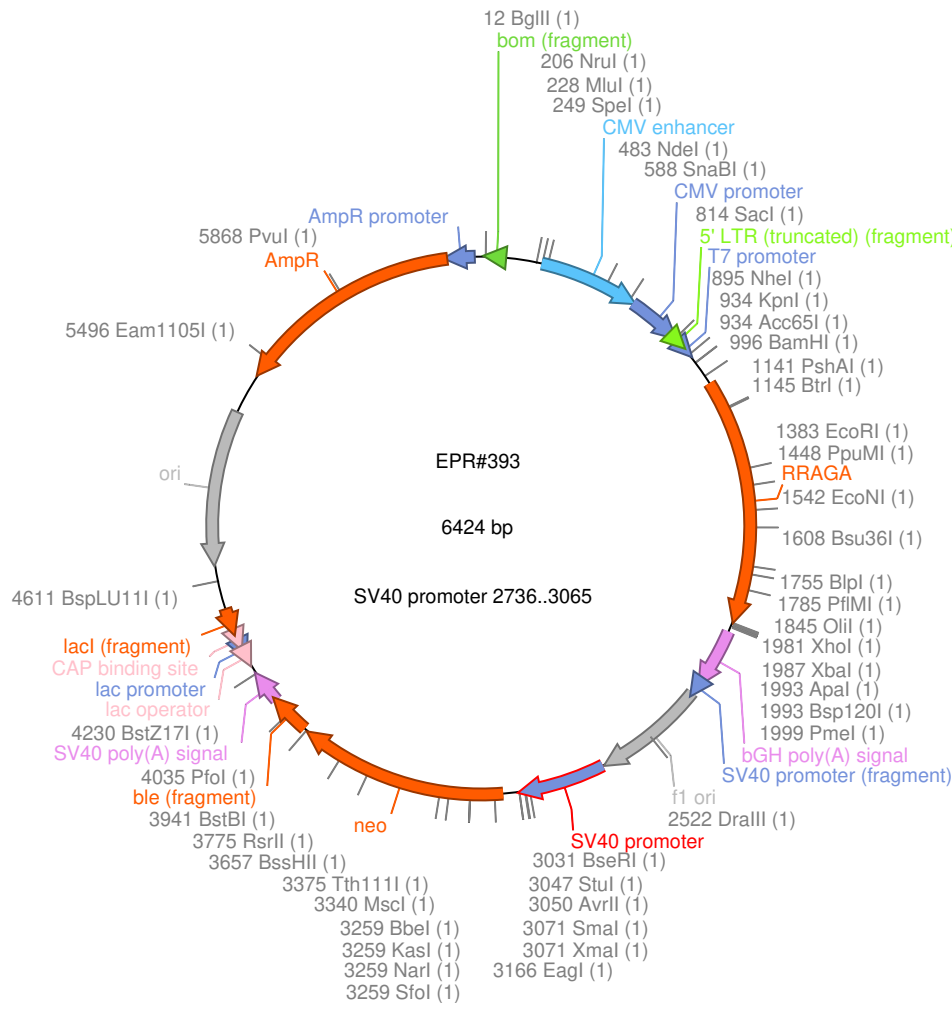 12 BglII (1)
bom (fragment)
206 NruI (1)
228 MluI (1)
249 SpeI (1)
CMV enhancer
483 NdeI (1)
588 SnaBI (1)
CMV promoter
814 SacI (1)
5' LTR (truncated) (fragment)
T7 promoter
895 NheI (1)
934 KpnI (1)
934 Acc65I (1)
996 BamHI (1)
1141 PshAI (1)
1145 BtrI (1)
1383 EcoRI (1)
1448 PpuMI (1)
RRAGA
1542 EcoNI (1)
1608 Bsu36I (1)
1755 BlpI (1)
1785 PflMI (1)
1845 OliI (1)
1981 XhoI (1)
1987 XbaI (1)
1993 ApaI (1)
1993 Bsp120I (1)
1999 PmeI (1)
bGH poly(A) signal
SV40 promoter (fragment)
f1 ori
2522 DraIII (1)
SV40 promoter
3031 BseRI (1)
3047 StuI (1)
3050 AvrII (1)
3071 SmaI (1)
3071 XmaI (1)
3166 EagI (1)
3259 SfoI (1)
3259 NarI (1)
3259 KasI (1)
3259 BbeI (1)
3340 MscI (1)
3375 Tth111I (1)
neo
3657 BssHII (1)
3775 RsrII (1)
3941 BstBI (1)
ble (fragment)
4035 PfoI (1)
SV40 poly(A) signal
4230 BstZ17I (1)
lac operator
lac promoter
CAP binding site
lacI (fragment)
4611 BspLU11I (1)
ori
5496 Eam1105I (1)
AmpR
5868 PvuI (1)
AmpR promoter
EPR#393
6424 bp
SV40 promoter 2736..3065